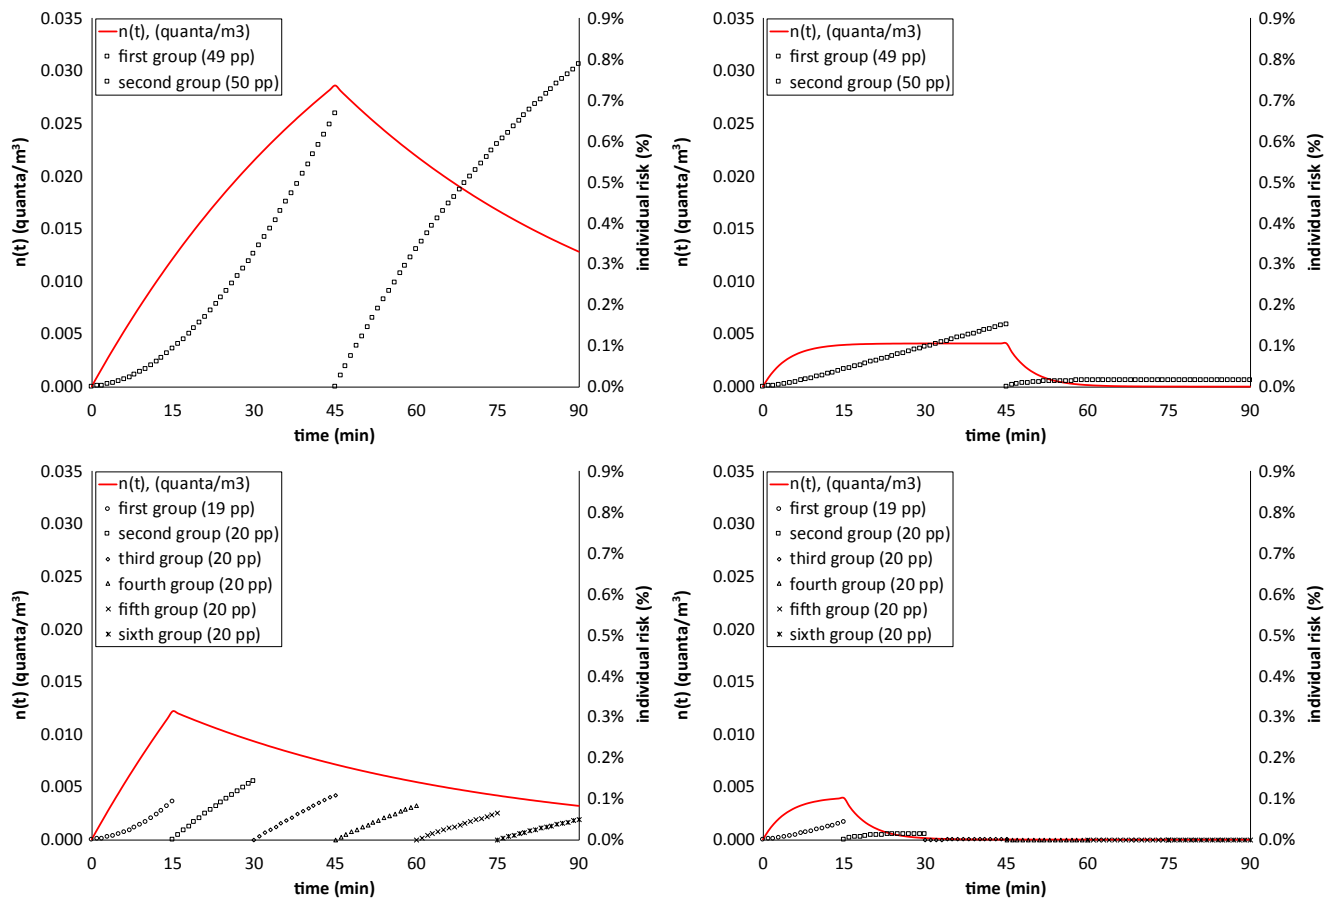 0.035
0.030
0.025
0.020
0.015
0.010
0.005
0.000
n(t) (quanta/m³)
n(t), (quanta/m3)
first group (49 pp)
second group (50 pp)
0.9%
0.8%
0.7%
0.6%
0.5%
0.4%
0.3%
0.2%
0.1%
0.0%
individual risk (%)
0 15 30 45 60 75 90
time (min)
0.035
0.030
0.025
0.020
0.015
0.010
0.005
0.000
n(t) (quanta/m³)
n(t), (quanta/m3)
first group (49 pp)
second group (50 pp)
0.9%
0.8%
0.7%
0.6%
0.5%
0.4%
0.3%
0.2%
0.1%
0.0%
individual risk (%)
0 15 30 45 60 75 90
time (min)
0.035
0.030
0.025
0.020
0.015
0.010
0.005
0.000
n(t) (quanta/m³)
n(t), (quanta/m3)
first group (19 pp)
second group (20 pp)
third group (20 pp)
fourth group (20 pp)
fifth group (20 pp)
sixth group (20 pp)
0.9%
0.8%
0.7%
0.6%
0.5%
0.4%
0.3%
0.2%
0.1%
0.0%
individual risk (%)
0 15 30 45 60 75 90
time (min)
0.035
0.030
0.025
0.020
0.015
0.010
0.005
0.000
n(t) (quanta/m³)
n(t), (quanta/m3)
first group (19 pp)
second group (20 pp)
third group (20 pp)
fourth group (20 pp)
fifth group (20 pp)
sixth group (20 pp)
0.9%
0.8%
0.7%
0.6%
0.5%
0.4%
0.3%
0.2%
0.1%
0.0%
individual risk (%)
0 15 30 45 60 75 90
time (min)